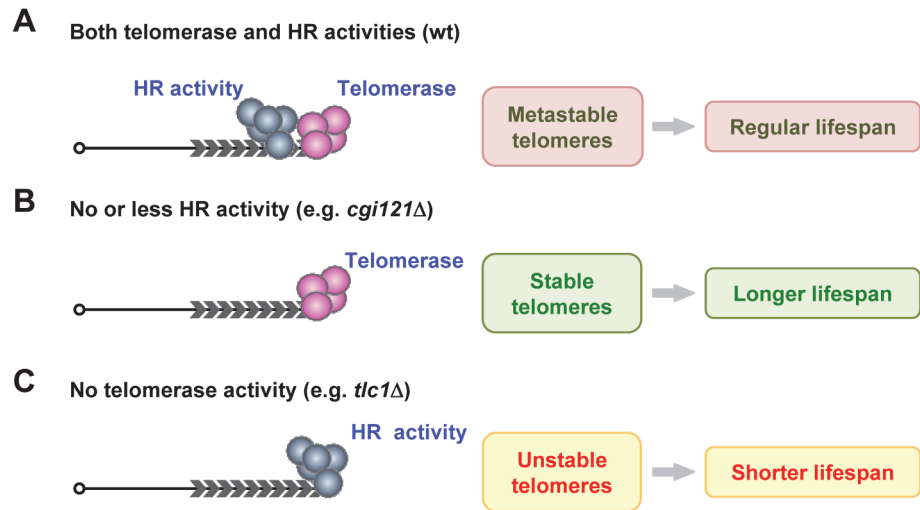 A
Both telomerase and HR activities (wt)
HR activity
Telomerase
Metastable
telomeres
Regular lifespan
B
No or less HR activity (e.g. cgi121Δ)
Telomerase
Stable
telomeres
Longer lifespan
C
No telomerase activity (e.g. tlc1Δ)
HR activity
Unstable
telomeres
Shorter lifespan